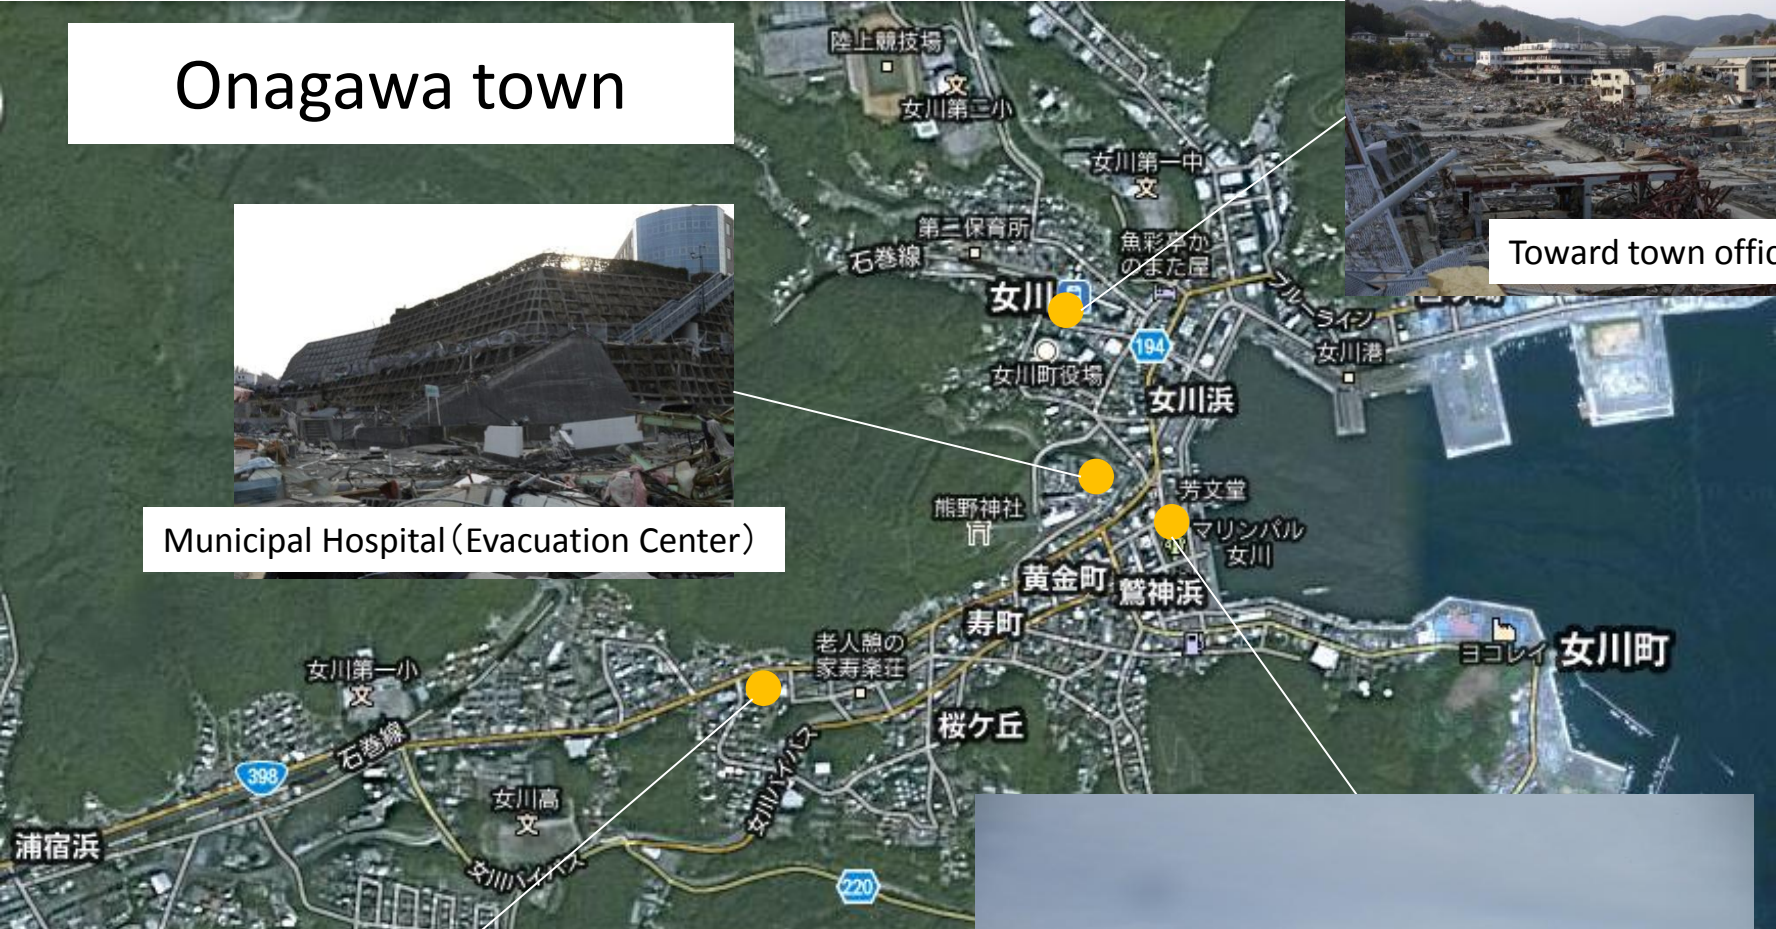 Onagawa town
陸上競技場
女川第二小
女川第一中
Toward town offic
第二保育所
魚彩亭か
のまた屋
石巻線
女川
ブルーライン
194
女川港
女川町役場
女川浜
芳文堂
熊野神社
マリンパル
女川
Municipal Hospital（Evacuation Center）
黄金町
鷲神浜
寿町
老人憩の
家寿楽荘
ヨコレイ
女川町
女川第一小
桜ケ丘
石巻線
398
女川バイパス
女川高
浦宿浜
女川バイパス
220